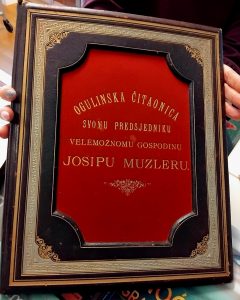 OGULINSKA ČITAONICA
SVOMU PREDSJEDNIKU
VELEMOŽNOMU GOSPODINU
JOSIPU MUZLERU.